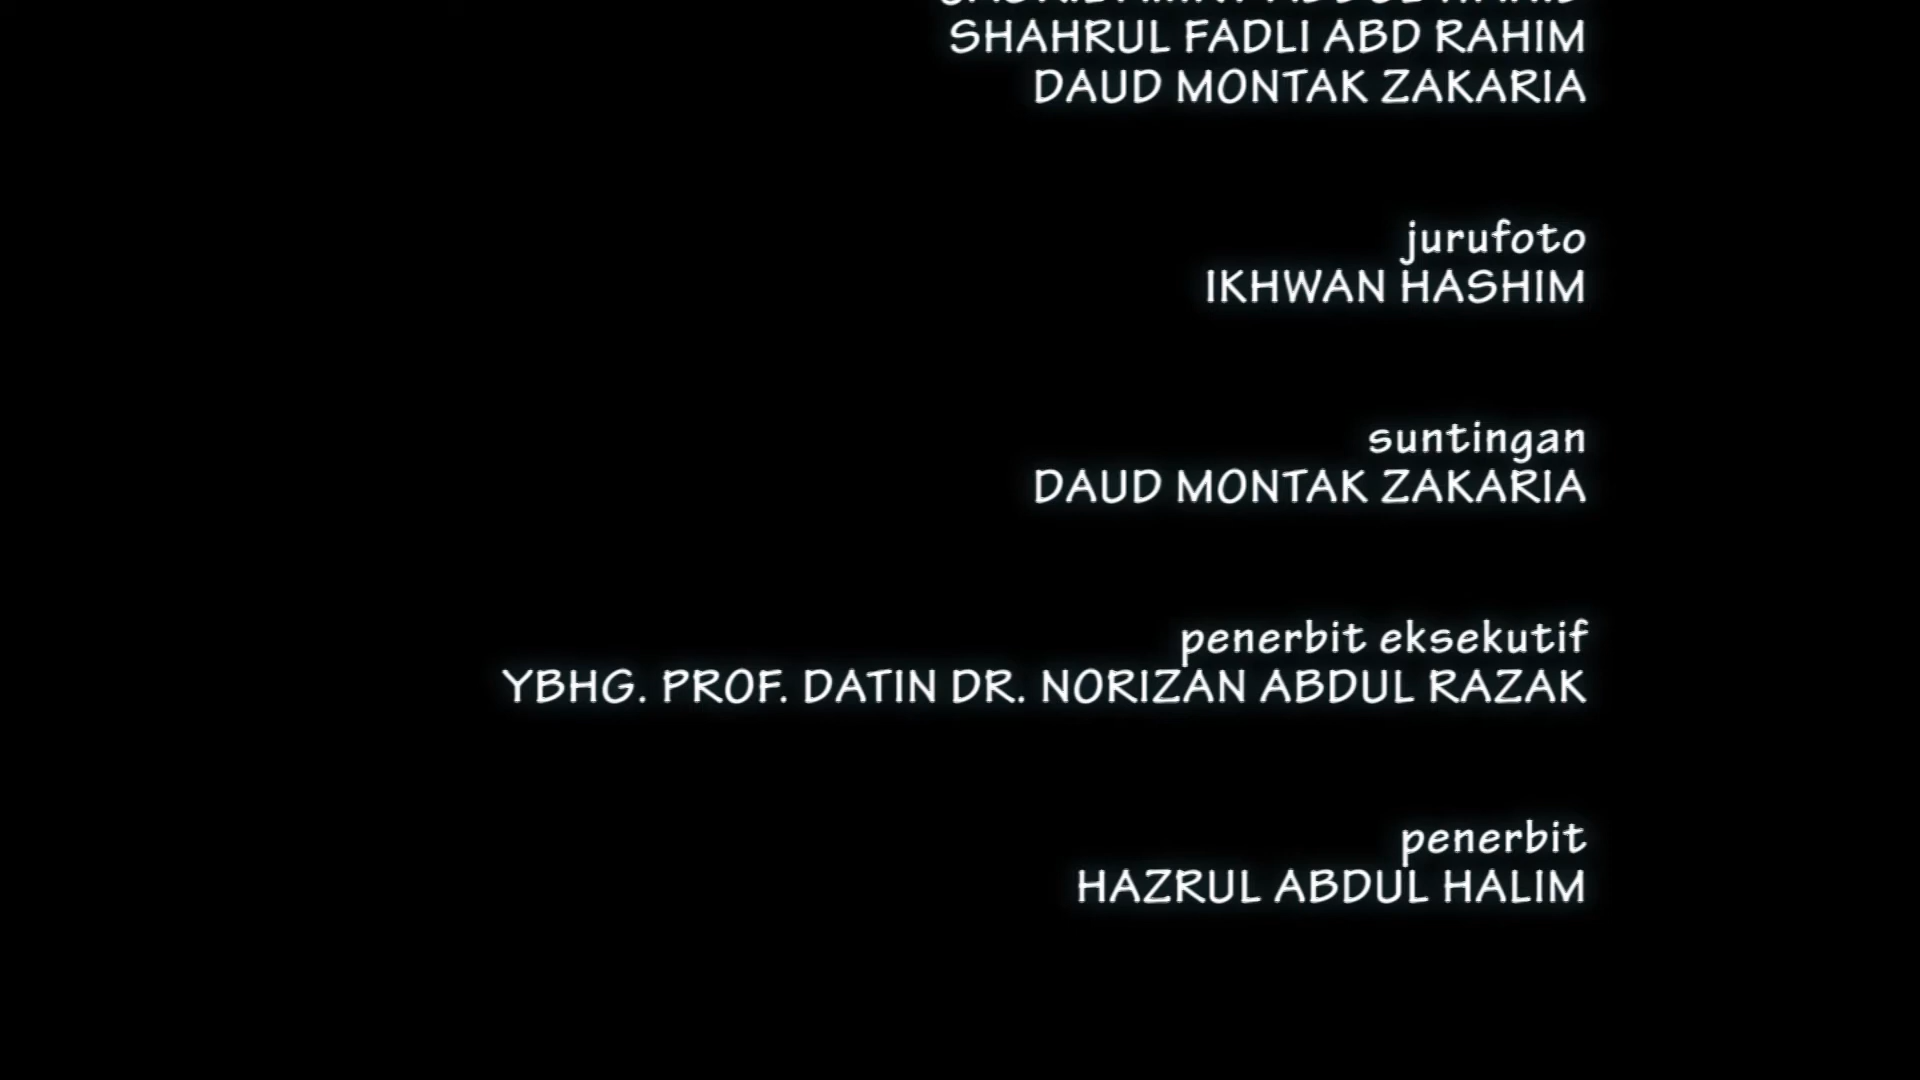 SHAHRUL FADLI ABD RAHIM
DAUD MONTAK ZAKARIA
jurufoto
IKHWAN HASHIM
suntingan
DAUD MONTAK ZAKARIA
penerbit eksekutif
YBHG. PROF. DATIN DR. NORIZAN ABDUL RAZAK
penerbit
HAZRUL ABDUL HALIM